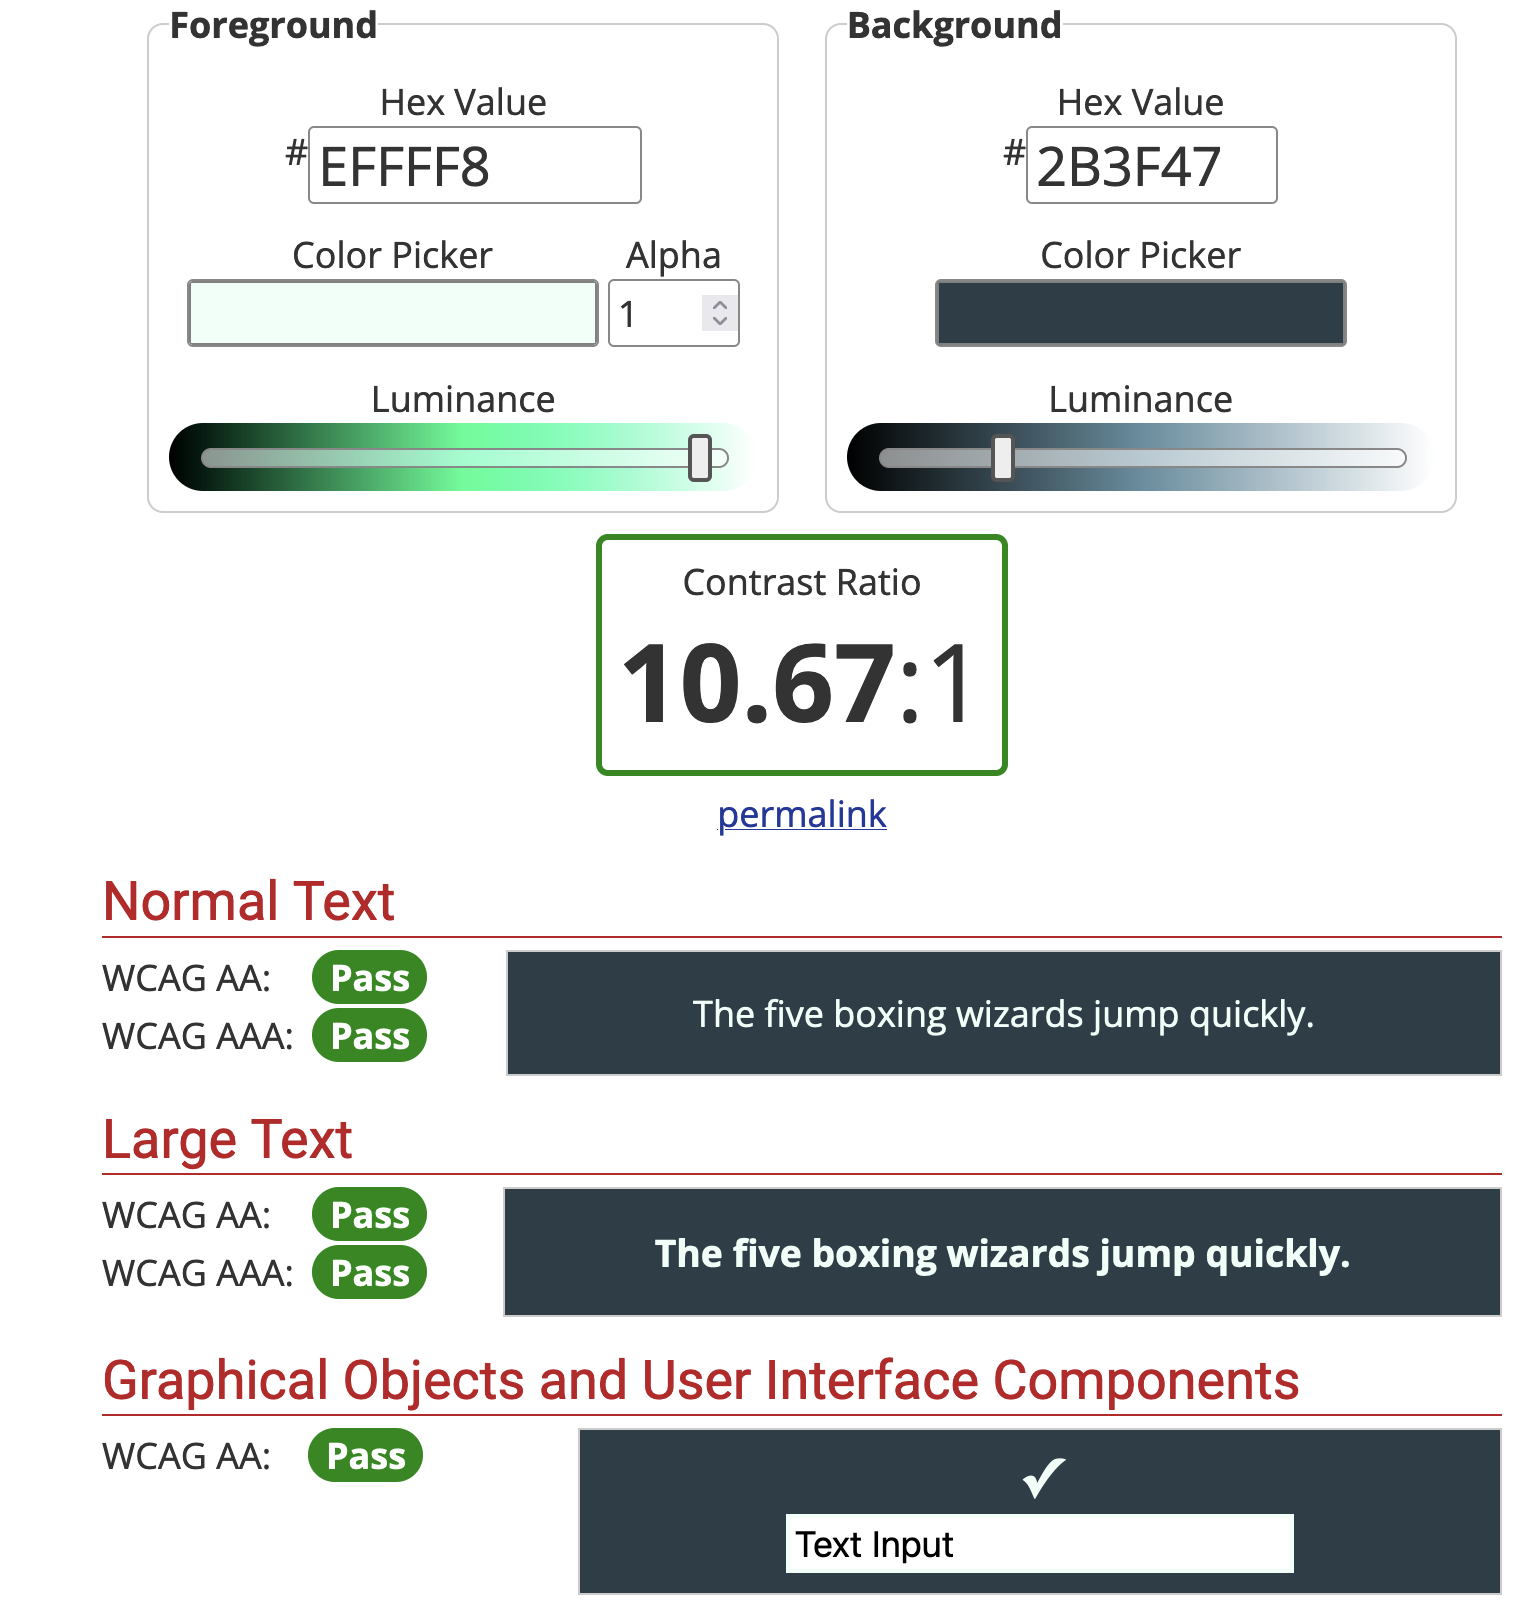 Foreground
Hex Value
#EFFFF8
Color Picker Alpha
1
Luminance
Background
Hex Value
#2B3F47
Color Picker
Luminance
Contrast Ratio
10.67:1
permalink
Normal Text
WCAG AA: Pass
WCAG AAA: Pass
The five boxing wizards jump quickly.
Large Text
WCAG AA: Pass
WCAG AAA: Pass
The five boxing wizards jump quickly.
Graphical Objects and User Interface Components
WCAG AA: Pass
✔
Text Input